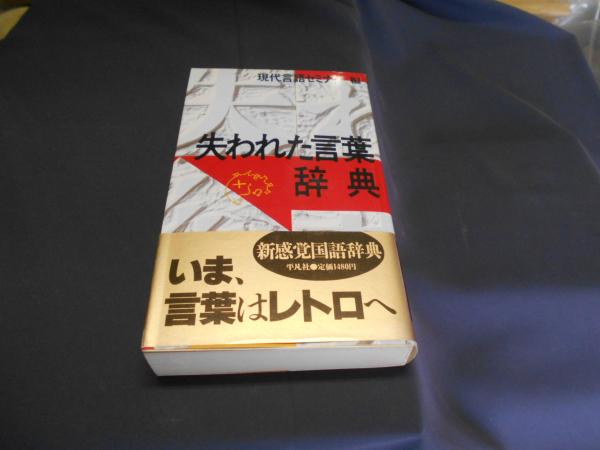 現代言語セミナー編
失われた言葉
辞典
新感覚国語辞典
平凡社●定価1480円
いま、
言葉はレトロへ